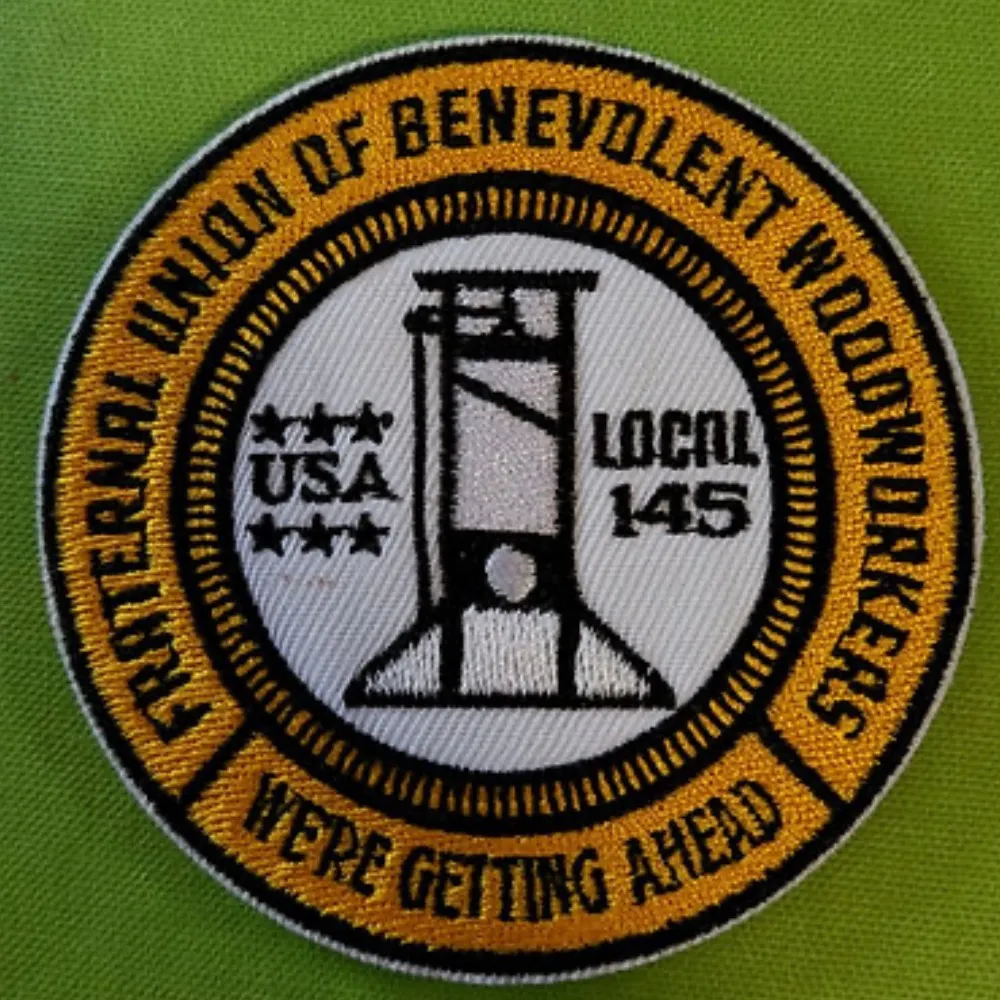 FRATERNAL UNION OF BENEVOLENT WOODWORKERS
USA
LOCAL
145
WE'RE GETTING AHEAD